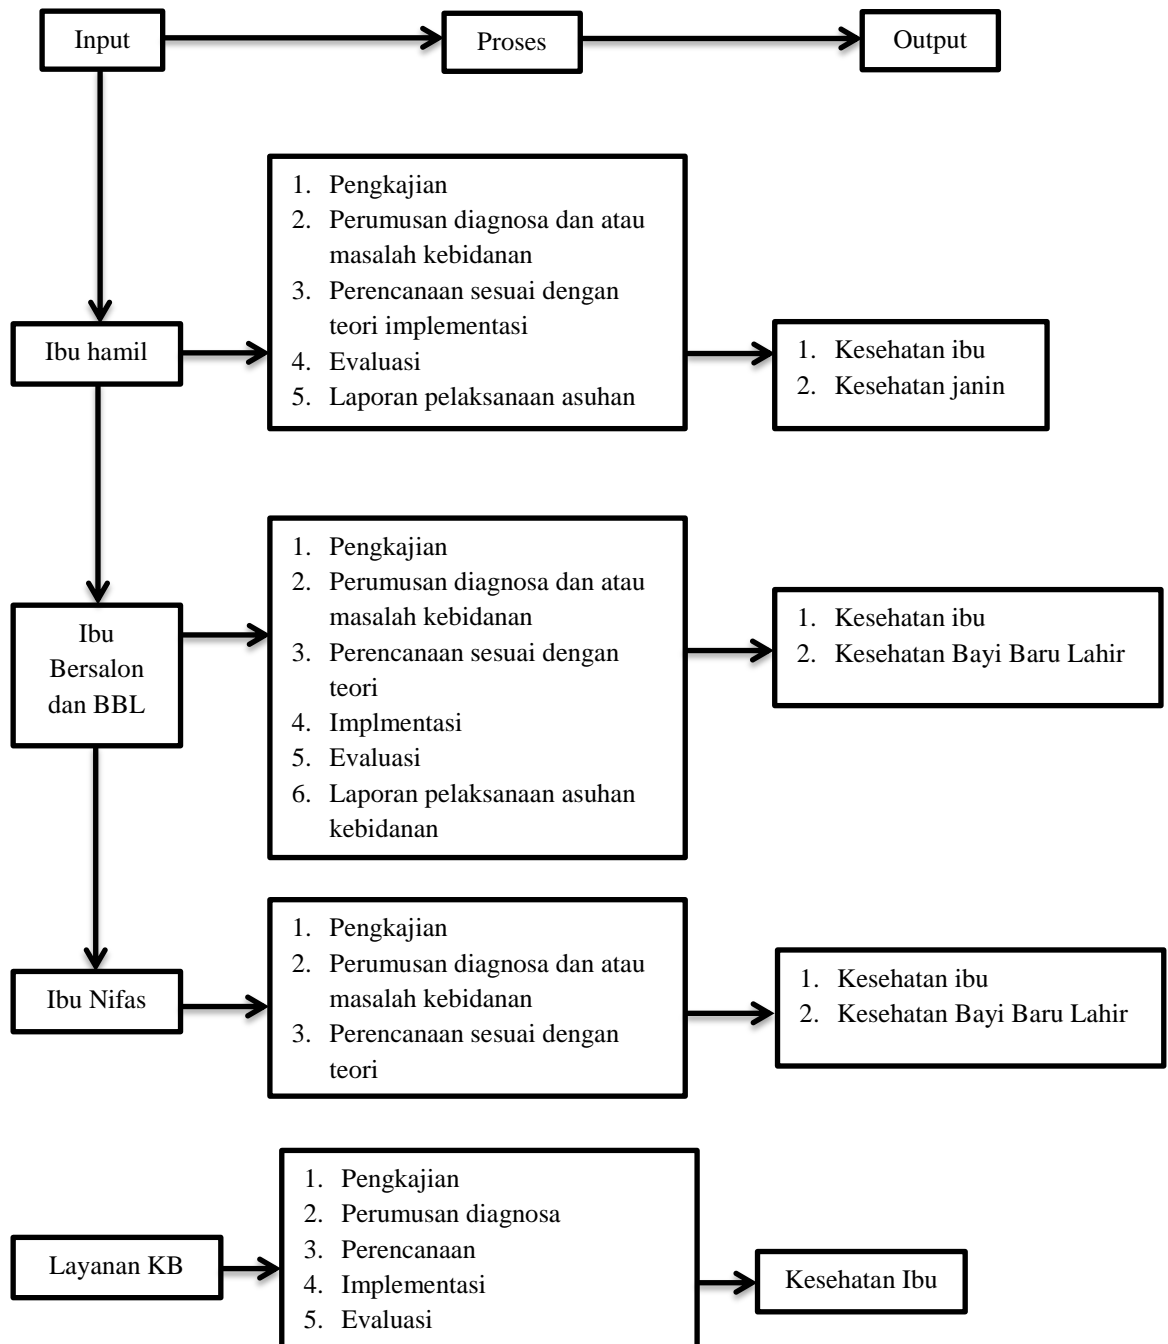 Input
Proses
Output
Ibu hamil
1. Pengkajian
2. Perumusan diagnosa dan atau
masalah kebidanan
3. Perencanaan sesuai dengan
teori implementasi
4. Evaluasi
5. Laporan pelaksanaan asuhan
1. Kesehatan ibu
2. Kesehatan janin
Ibu
Bersalon
dan BBL
1. Pengkajian
2. Perumusan diagnosa dan atau
masalah kebidanan
3. Perencanaan sesuai dengan
teori
4. Implmentasi
5. Evaluasi
6. Laporan pelaksanaan asuhan
kebidanan
1. Kesehatan ibu
2. Kesehatan Bayi Baru Lahir
Ibu Nifas
1. Pengkajian
2. Perumusan diagnosa dan atau
masalah kebidanan
3. Perencanaan sesuai dengan
teori
1. Kesehatan ibu
2. Kesehatan Bayi Baru Lahir
Layanan KB
1. Pengkajian
2. Perumusan diagnosa
3. Perencanaan
4. Implementasi
5. Evaluasi
Kesehatan Ibu